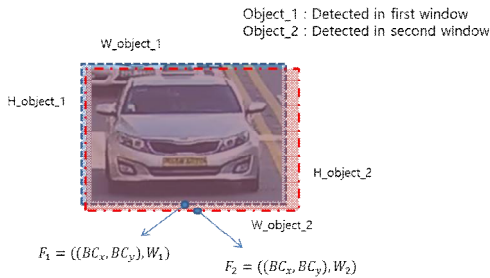 Object_1 : Detected in first window
Object_2 : Detected in second window
W_object_1
H_object_1
H_object_2
W_object_2
F₁ = ((BCₓ, BCᵧ), W₁)
F₂ = ((BCₓ, BCᵧ), W₂)